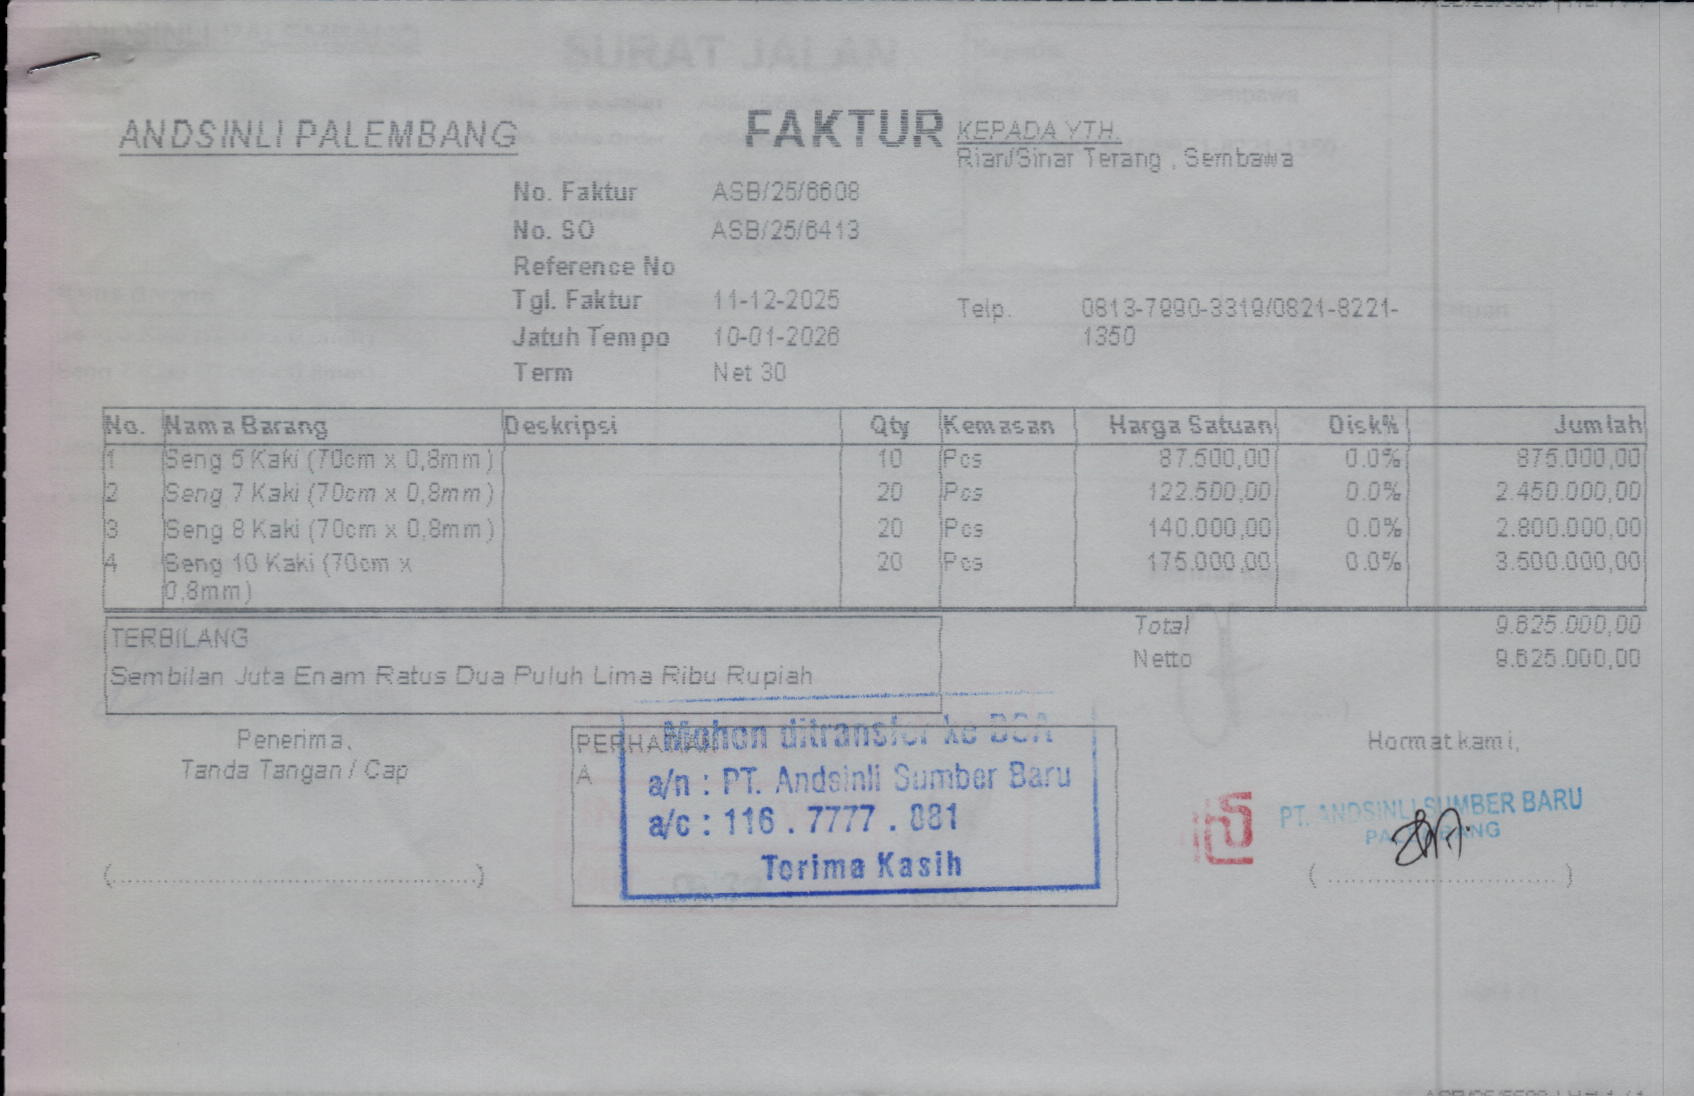 ANDSINLI PALEMBANG
FAKTUR
KEPADA YTH.
Rian/Sinar Terang , Sembawa
No. Faktur ASB/25/6608
No. SO ASB/25/6413
Reference No
Tgl. Faktur 11-12-2025
Jatuh Tempo 10-01-2026
Term Net 30
Telp. 0813-7990-3319/0821-8221-
1350
No. Nama Barang Deskripsi Qty Kemasan Harga Satuan Disk% Jumlah
1 Seng 5 Kaki (70cm x 0,8mm) 10 Pcs 87.500,00 0.0% 875.000,00
2 Seng 7 Kaki (70cm x 0,8mm) 20 Pcs 122.500,00 0.0% 2.450.000,00
3 Seng 8 Kaki (70cm x 0,8mm) 20 Pcs 140.000,00 0.0% 2.800.000,00
4 Seng 10 Kaki (70cm x 20 Pcs 175.000,00 0.0% 3.500.000,00
0,8mm)
Total 9.625.000,00
Netto 9.625.000,00
TERBILANG
Sembilan Juta Enam Ratus Dua Puluh Lima Ribu Rupiah
Penerima,
Tanda Tangan / Cap
PERHATIAN
A
Mohon ditransfer ke BCA
a/n : PT. Andsinli Sumber Baru
a/c : 116 . 7777 . 881
Terima Kasih
Hormat kami,
PT. ANDSINLI SUMBER BARU
PALEMBANG